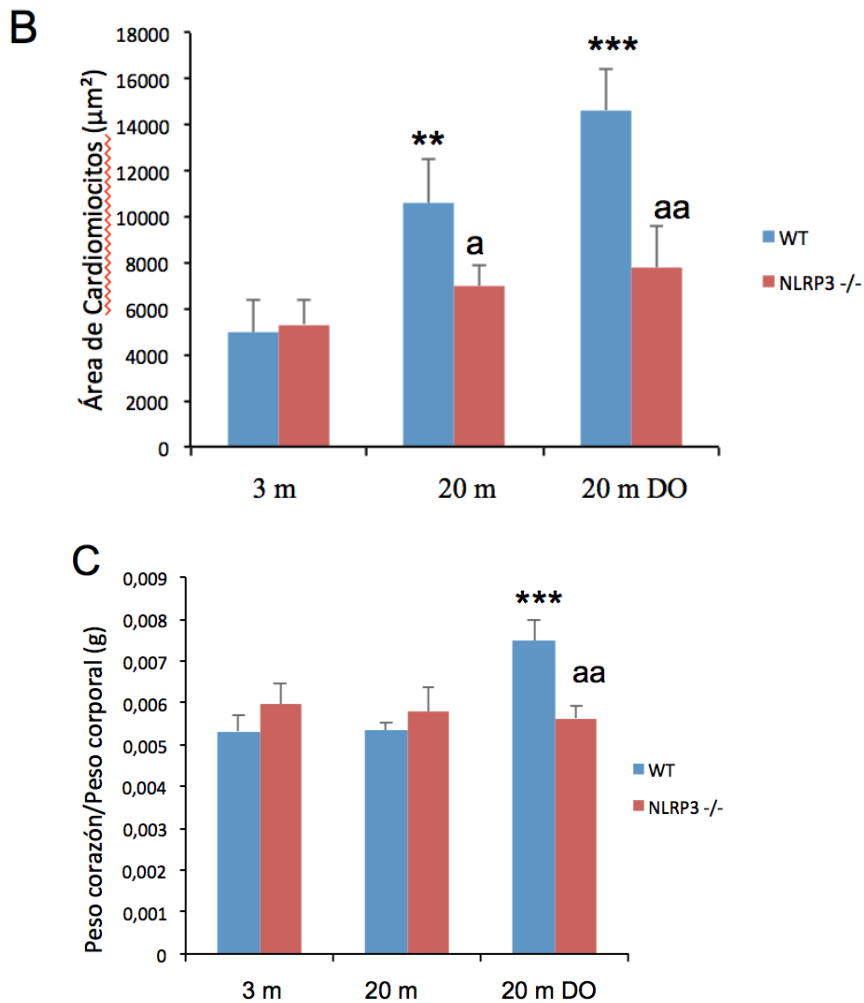 B
Área de Cardiomiocitos (µm²)
18000
16000
14000
12000
10000
8000
6000
4000
2000
0
**
a
***
aa
WT
NLRP3 -/-
3 m
20 m
20 m DO
C
Peso corazón/Peso corporal (g)
0,009
0,008
0,007
0,006
0,005
0,004
0,003
0,002
0,001
0
***
aa
WT
NLRP3 -/-
3 m
20 m
20 m DO